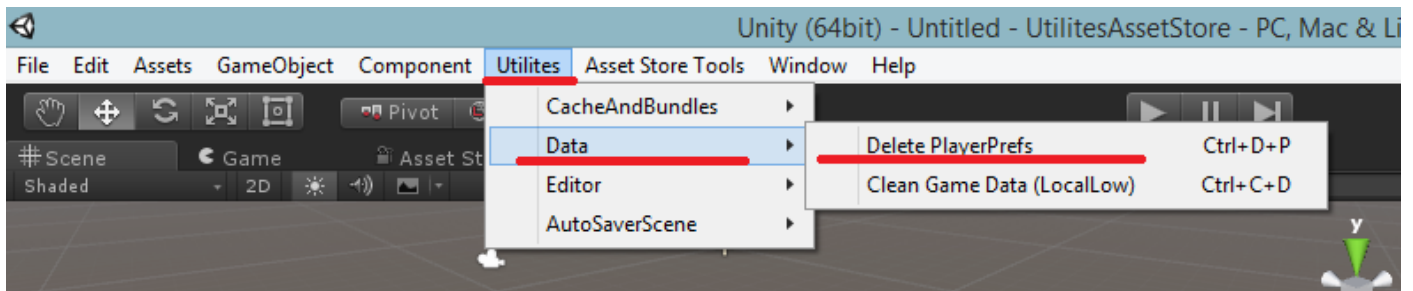 Unity (64bit) - Untitled - UtilitesAssetStore - PC, Mac & Li
File Edit Assets GameObject Component Utilites Asset Store Tools Window Help
Pivot CacheAndBundles
Scene Game Asset St Data Delete PlayerPrefs Ctrl+D+P
Shaded 2D Editor Clean Game Data (LocalLow) Ctrl+C+D
AutoSaverScene
y